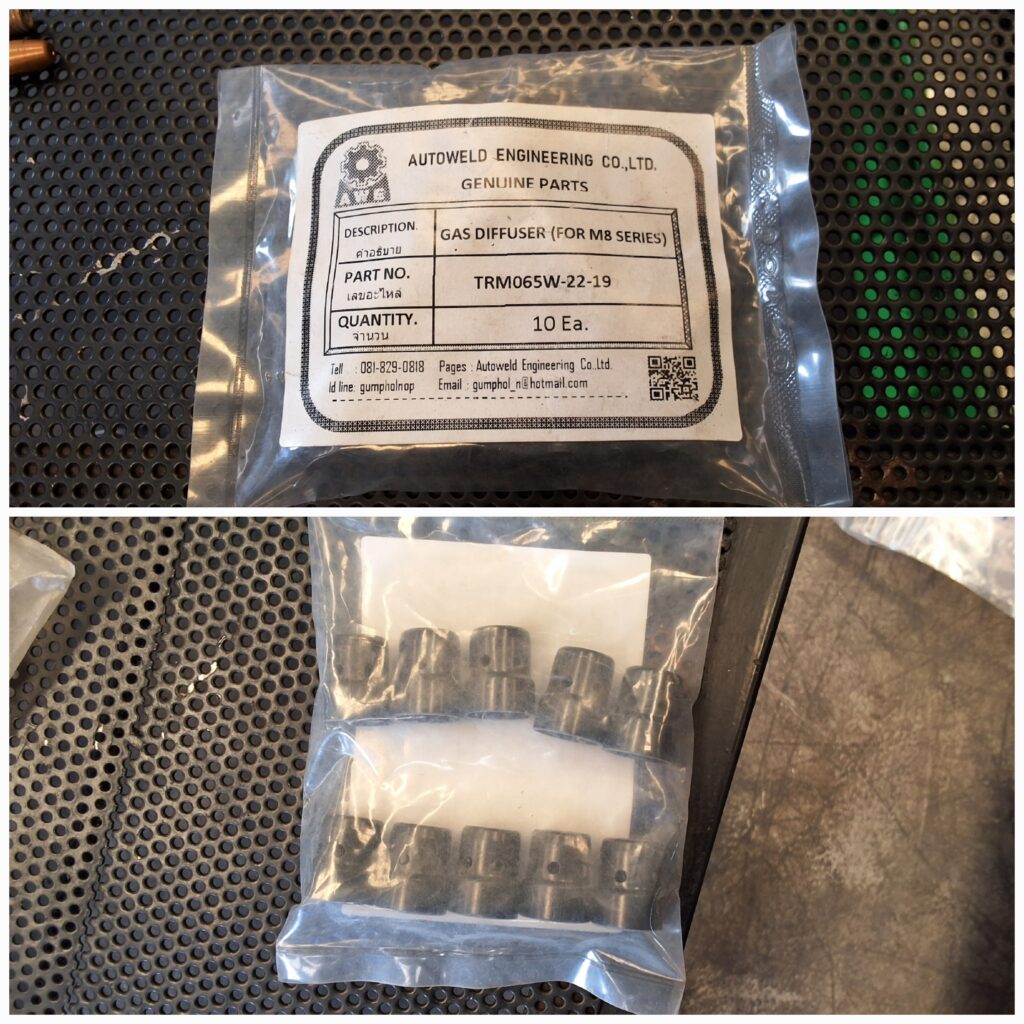 AUTOWELD ENGINEERING CO.,LTD.
GENUINE PARTS
AWE
DESCRIPTION. GAS DIFFUSER (FOR M8 SERIES)
คำอธิบาย
PART NO. TRM065W-22-19
เลขอะไหล่
QUANTITY. 10 Ea.
จำนวน
Tell : 081-829-0818 Pages : Autoweld Engineering Co.Ltd.
Id line: gumpholnop Email : gumphol_n@hotmail.com